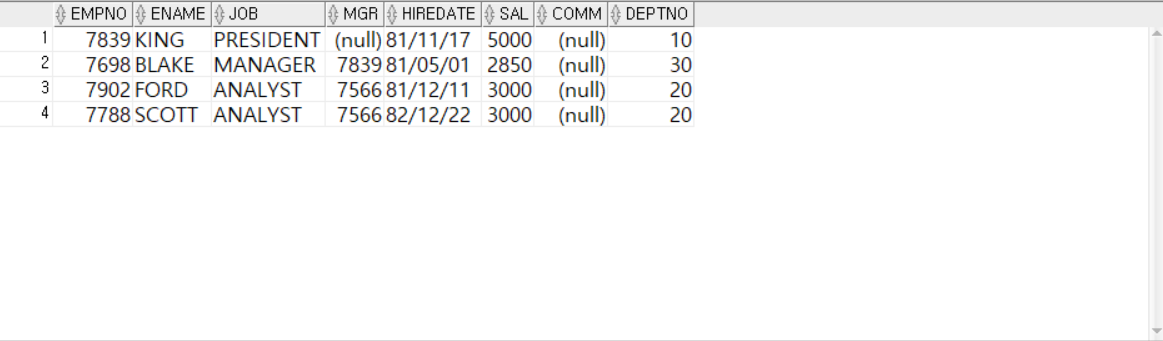 EMPNO ENAME JOB MGR HIREDATE SAL COMM DEPTNO
1 7839 KING PRESIDENT (null) 81/11/17 5000 (null) 10
2 7698 BLAKE MANAGER 7839 81/05/01 2850 (null) 30
3 7902 FORD ANALYST 7566 81/12/11 3000 (null) 20
4 7788 SCOTT ANALYST 7566 82/12/22 3000 (null) 20